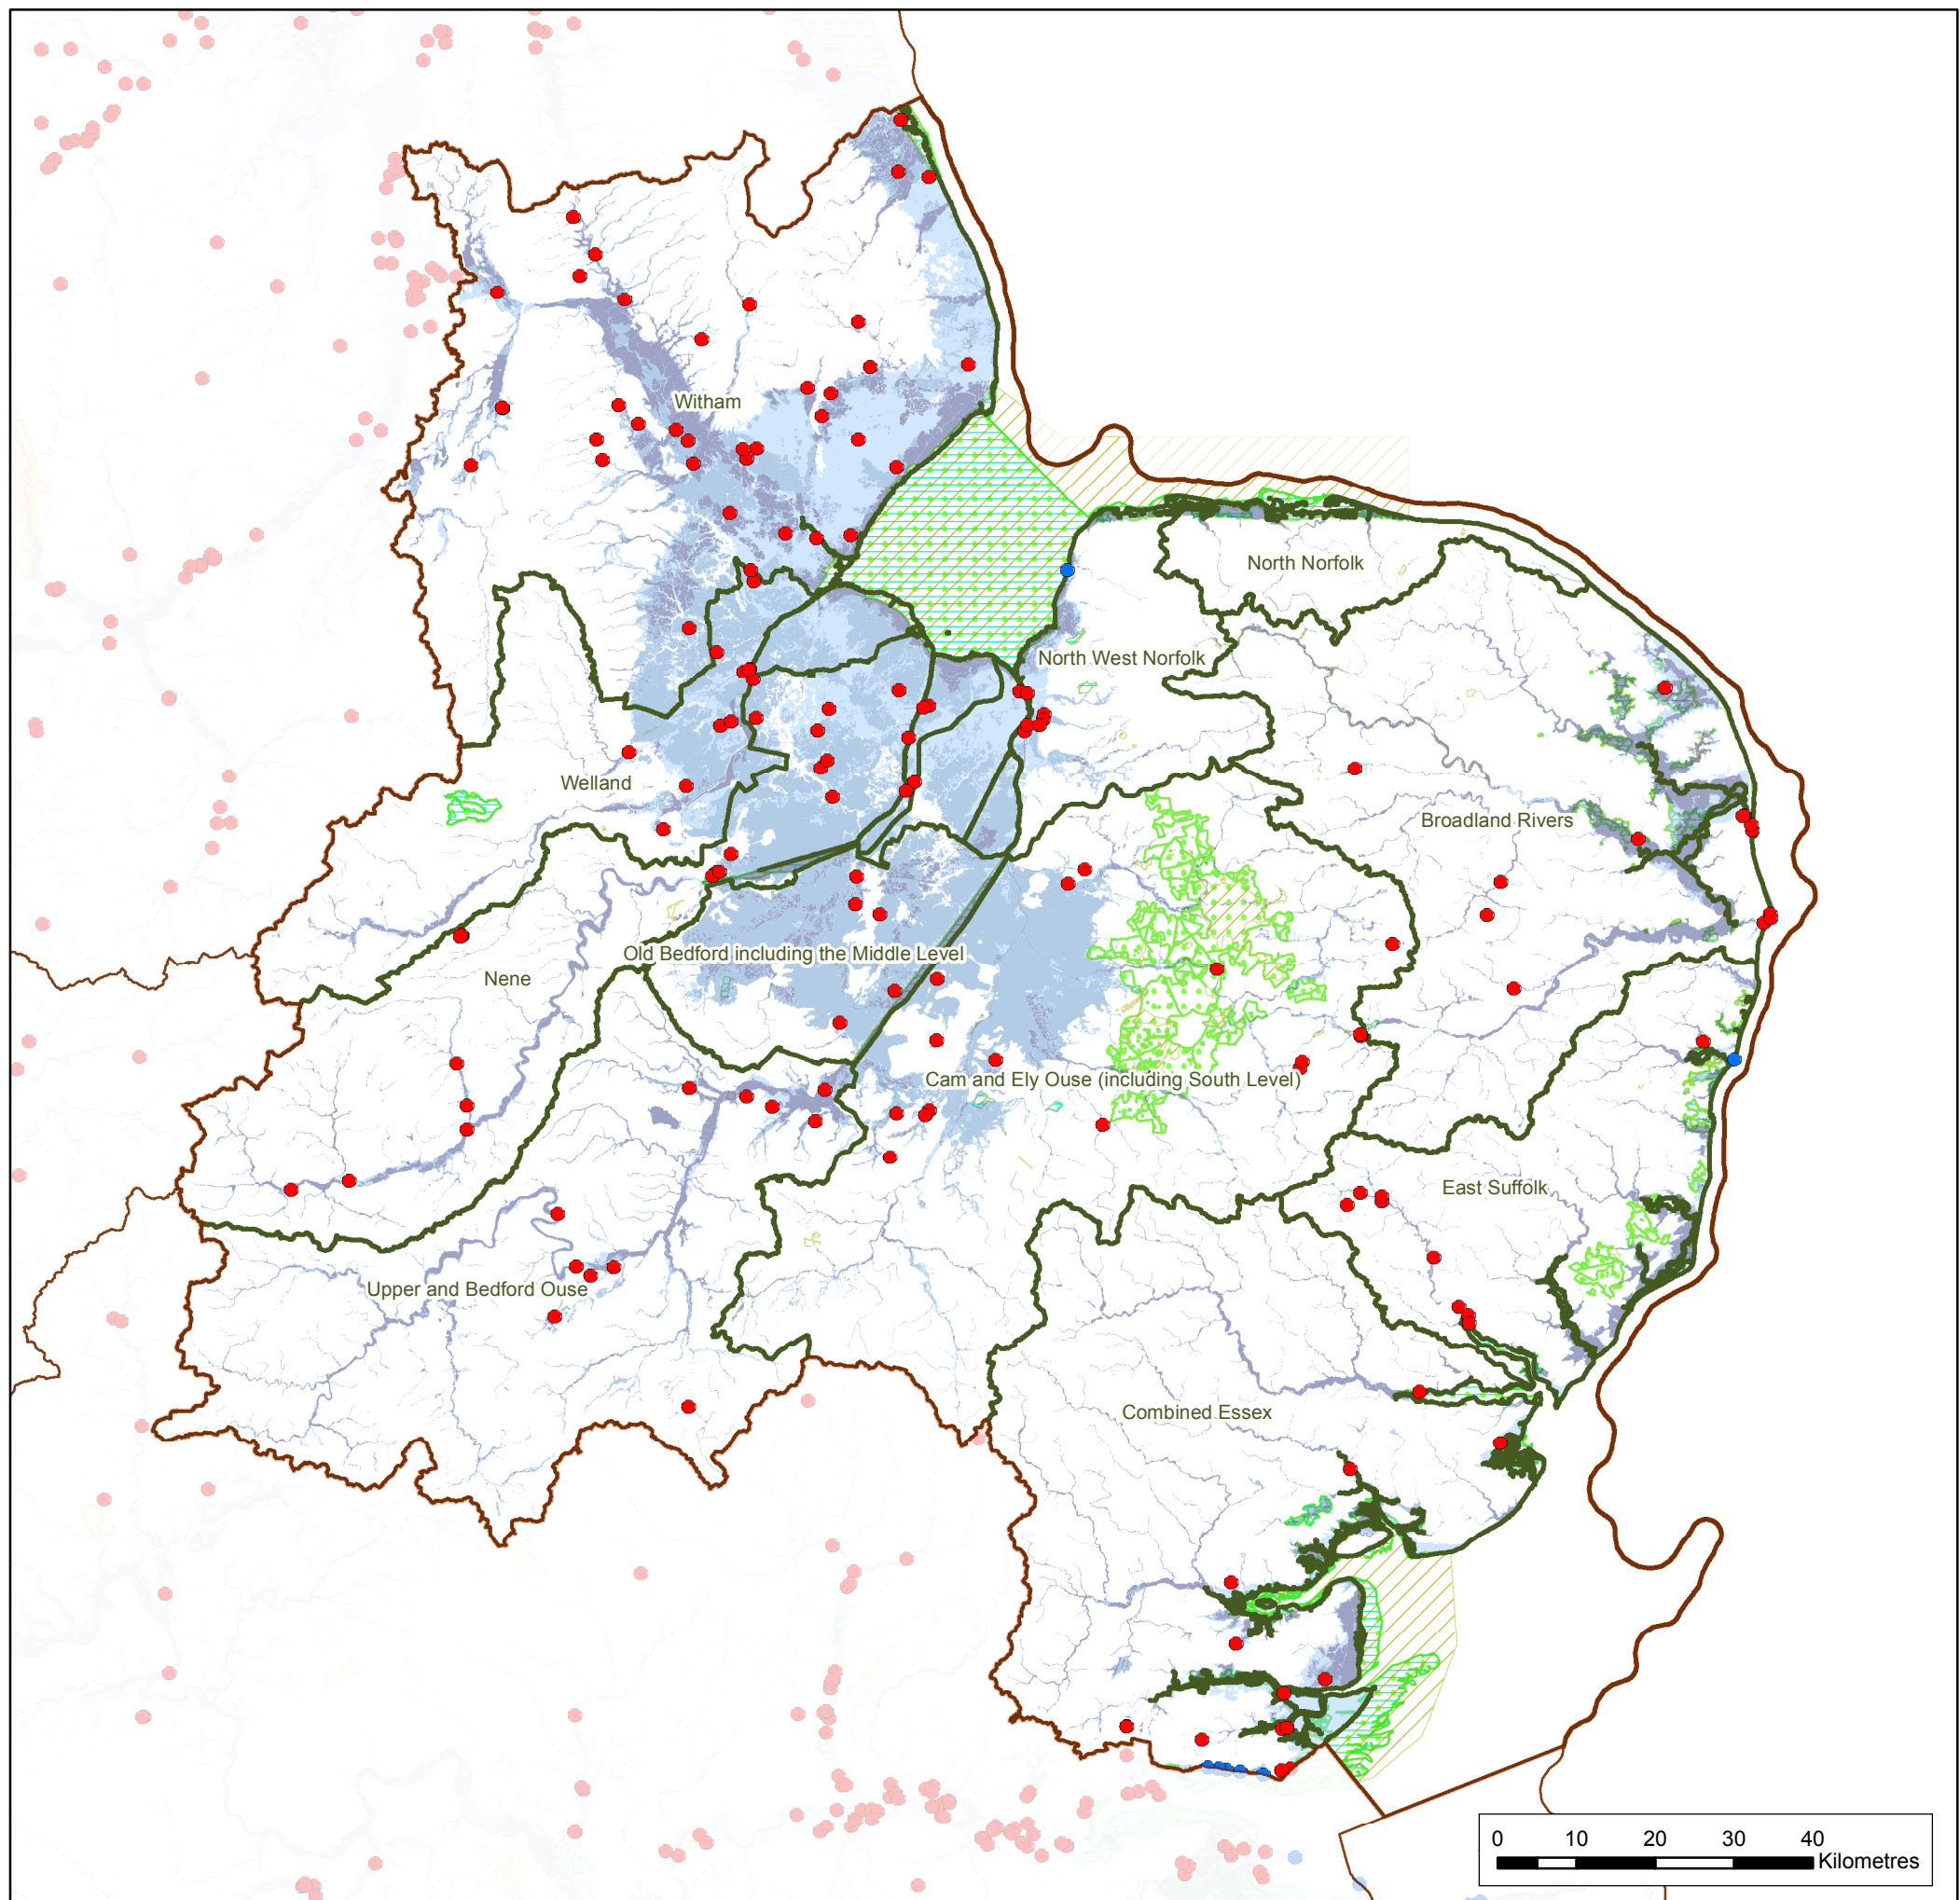 Witham
North Norfolk
North West Norfolk
Welland
Broadland Rivers
Old Bedford including the Middle Level
Nene
Cam and Ely Ouse (including South Level)
East Suffolk
Upper and Bedford Ouse
Combined Essex
0 10 20 30 40
Kilometres